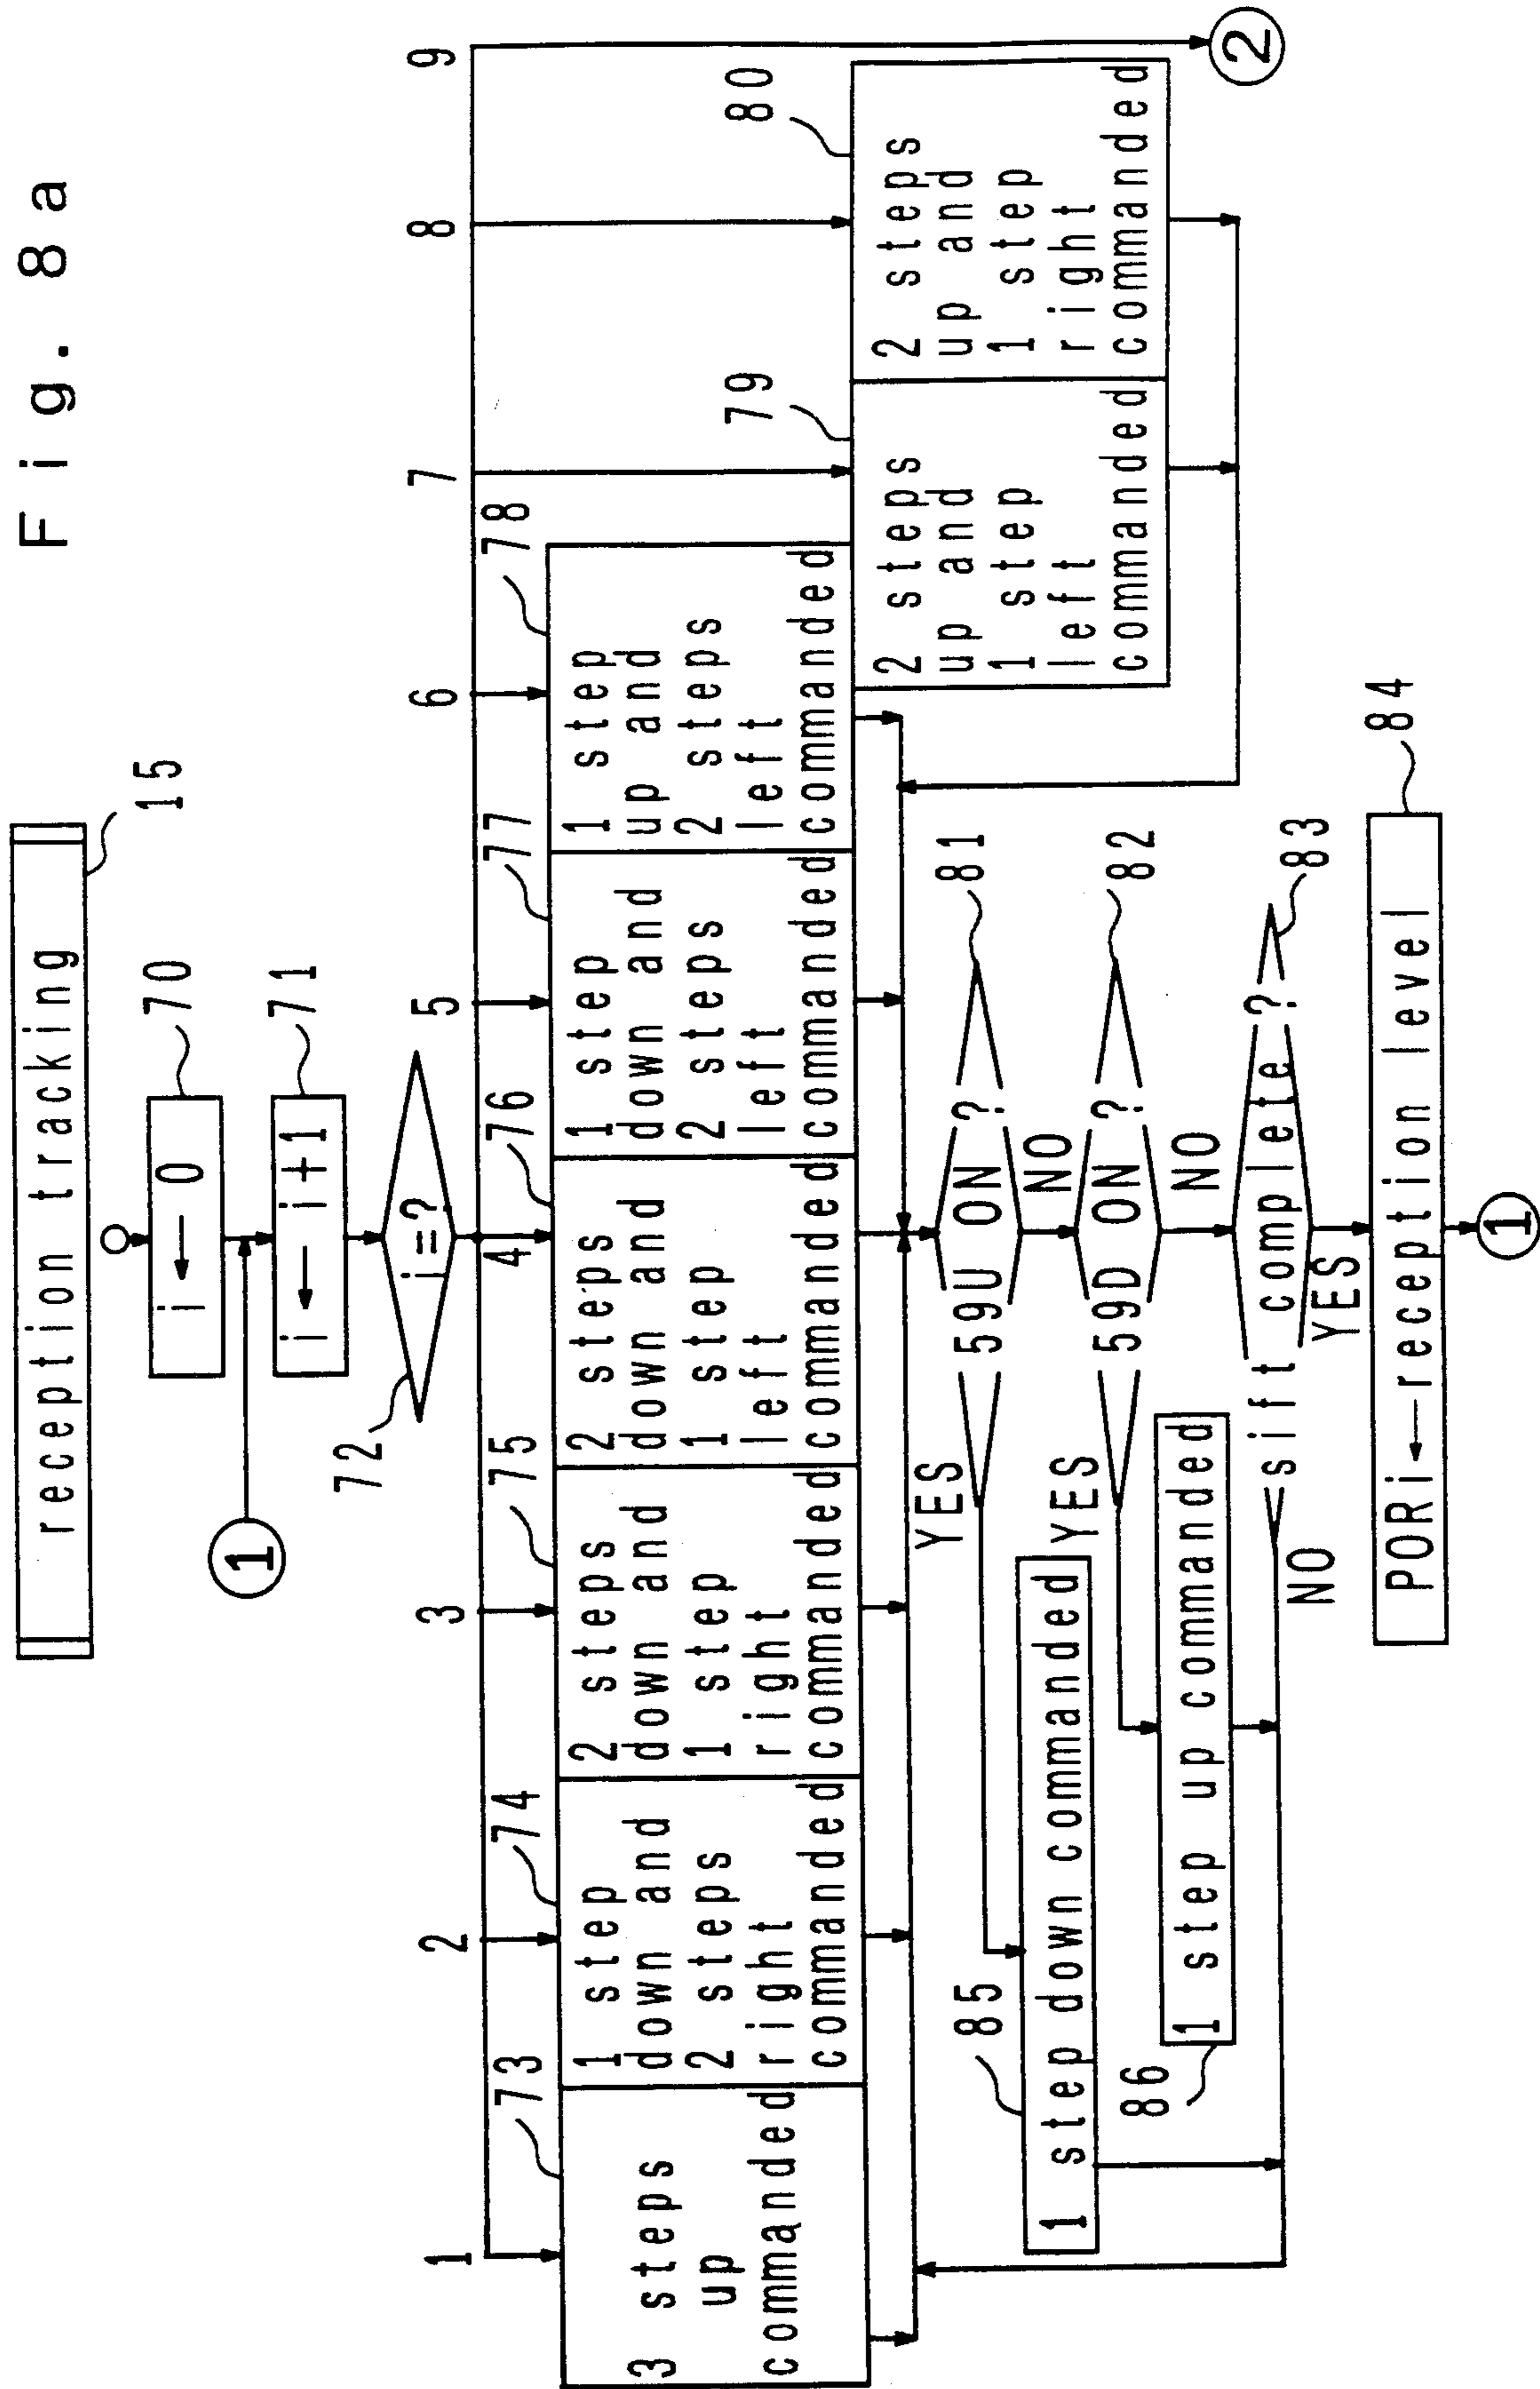 Fig. 8a
reception tracking
15
i ← 0
70
1
i ← i+1
71
i=?
72
1
2
3
4
5
6
7
8
9
73
3 steps
up
commanded
74
1 step
down and
2 steps
right
commanded
75
2 steps
down and
1 step
right
commanded
76
2 steps
down and
1 step
left
commanded
77
1 step
down and
2 steps
left
commanded
78
1 step
up and
2 steps
left
commanded
79
2 steps
up and
1 step
left
commanded
80
2 steps
up and
1 step
right
commanded
2
59U ON ?
81
YES
NO
85
1 step down commanded
59D ON ?
82
YES
NO
86
1 step up commanded
sift complete ?
83
NO
YES
PORi ← reception level
84
1